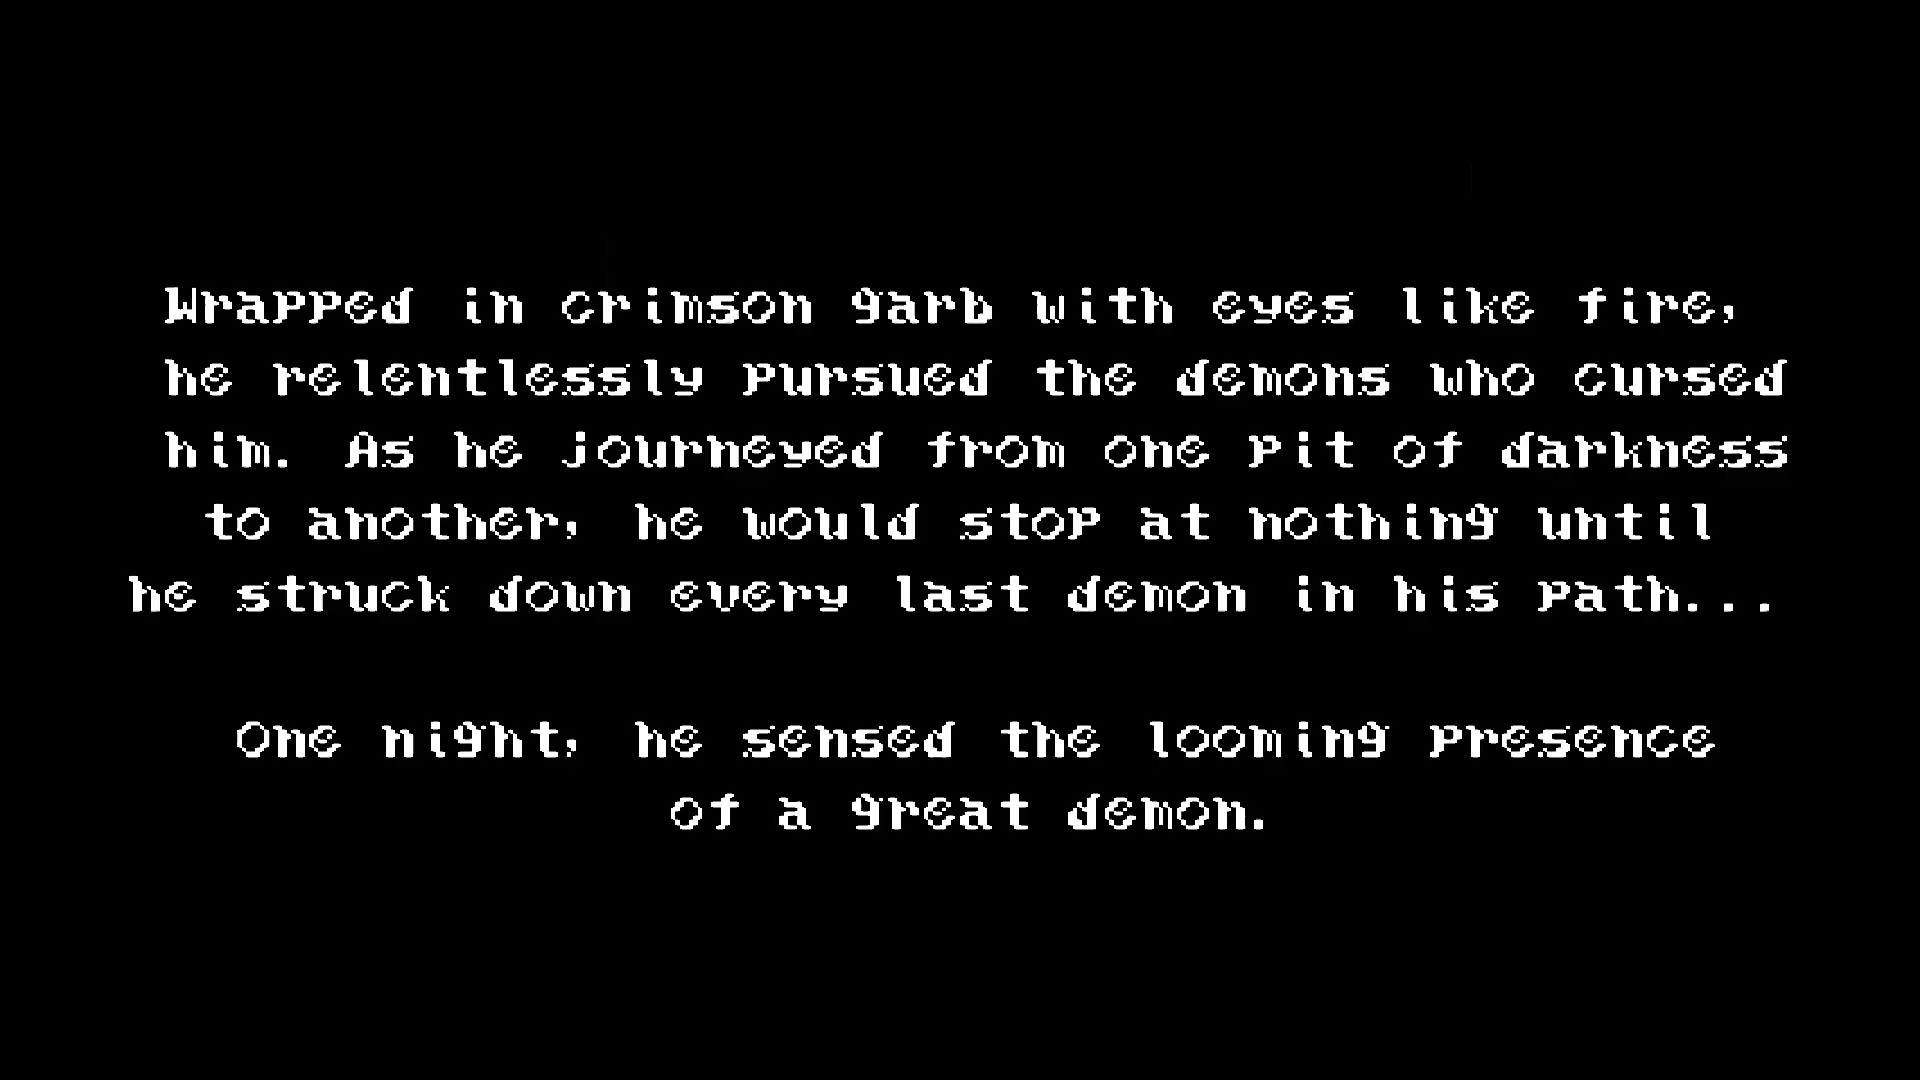 Wrapped in crimson garb with eyes like fire,
he relentlessly pursued the demons who cursed
him. As he journeyed from one pit of darkness
to another, he would stop at nothing until
he struck down every last demon in his path...
One night, he sensed the looming presence
of a great demon.